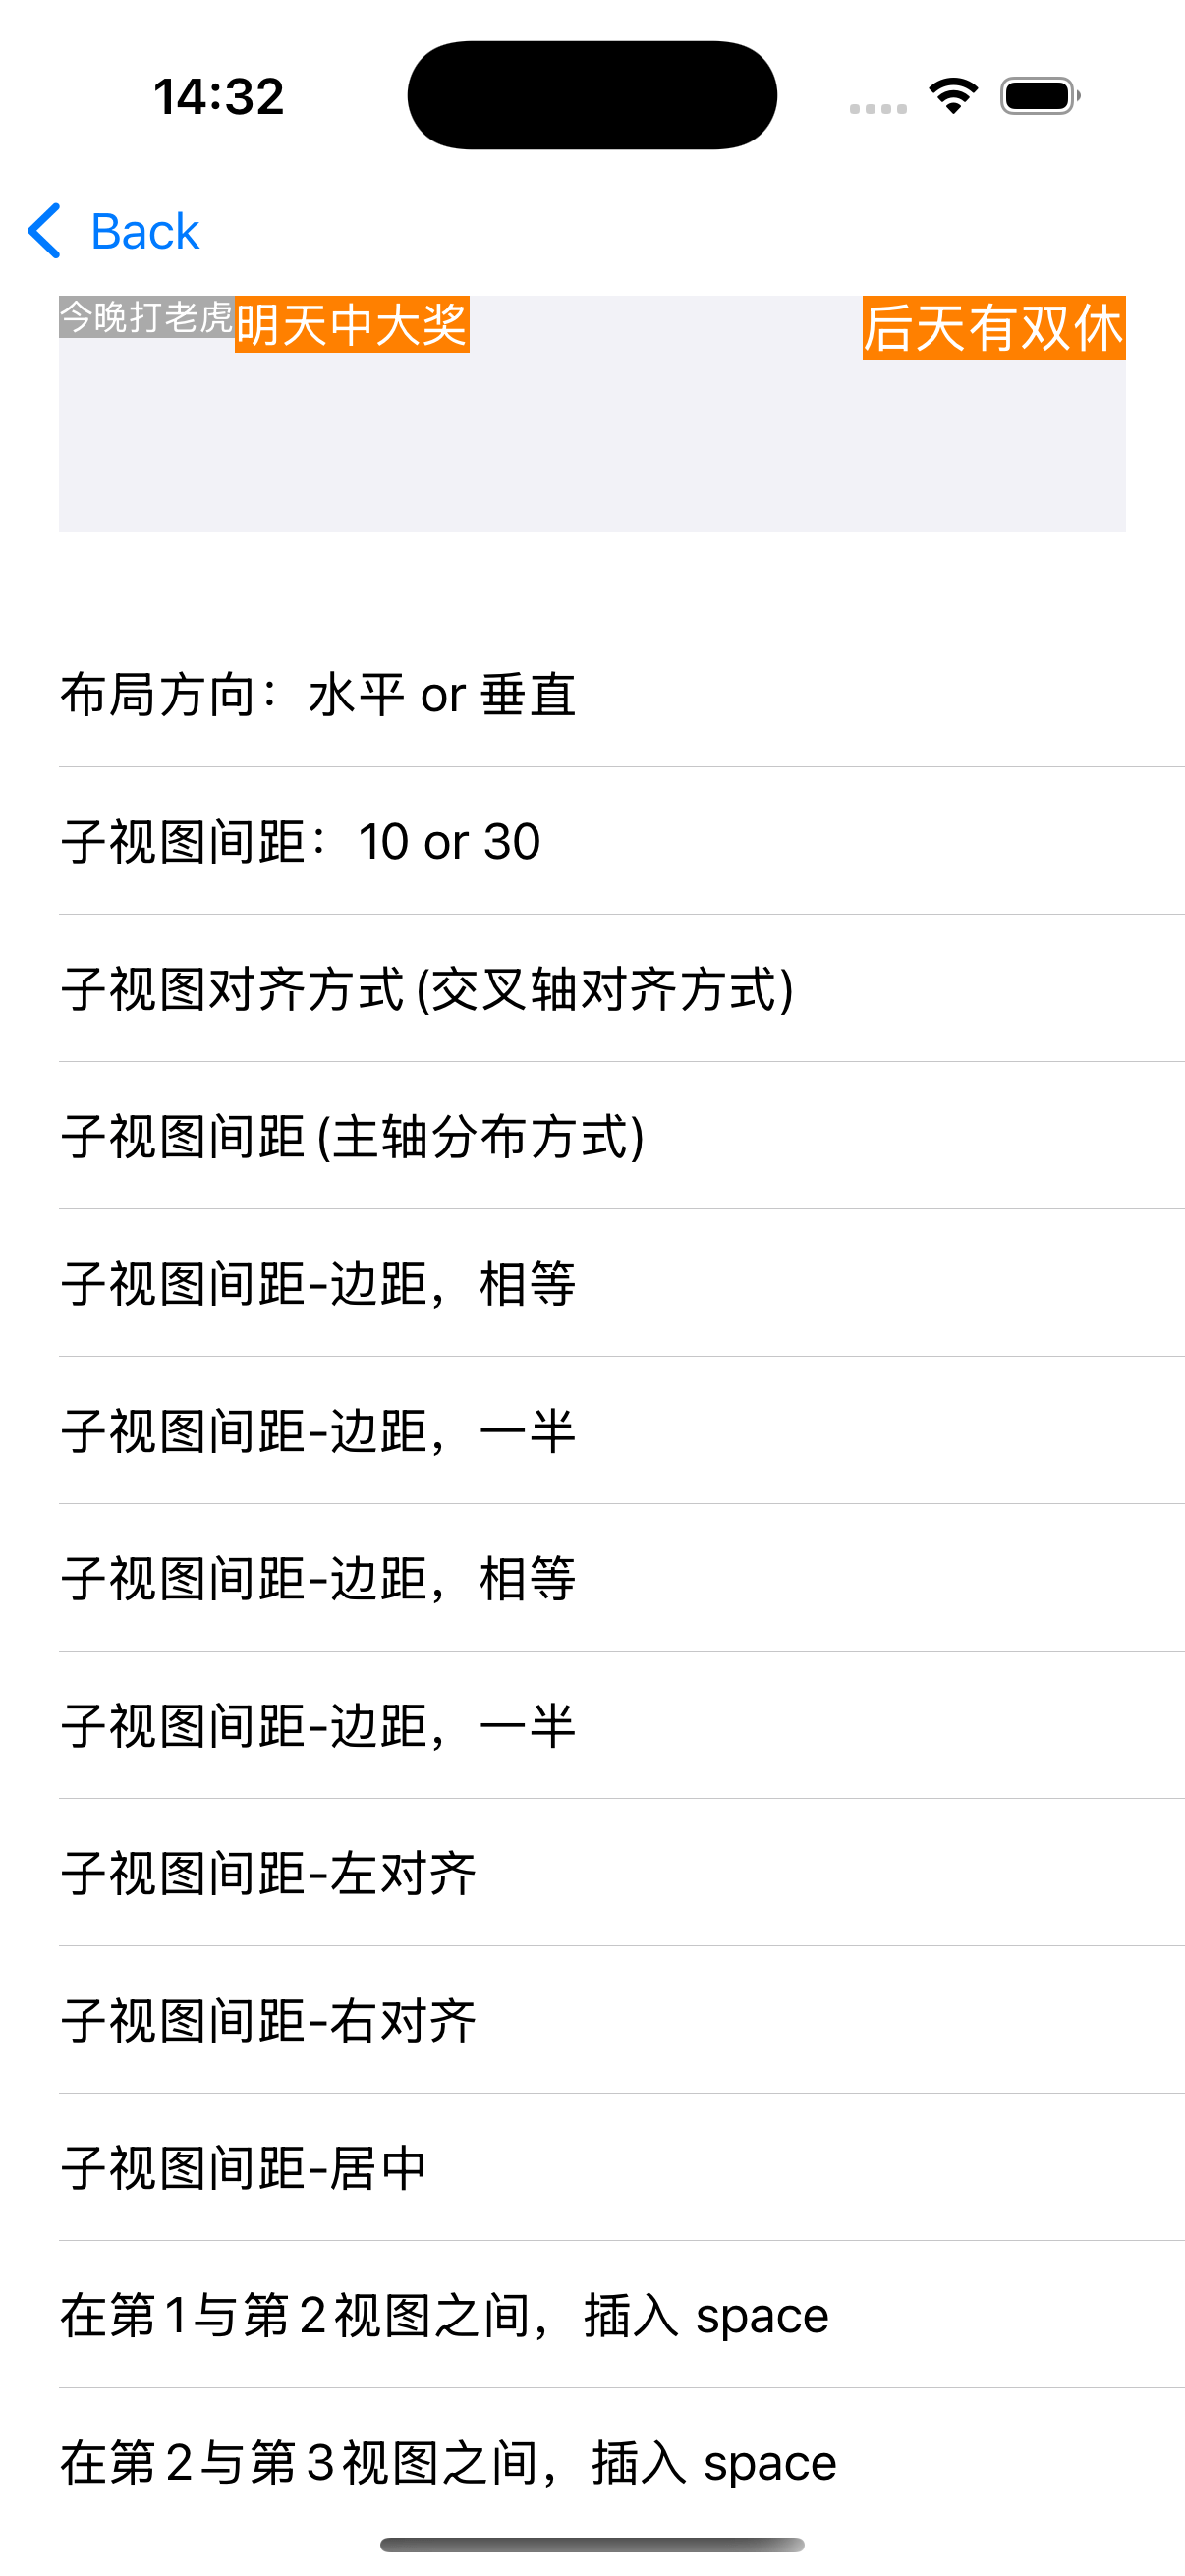 14:32
Back
今晚打老虎 明天中大奖 后天有双休
布局方向：水平 or 垂直
子视图间距：10 or 30
子视图对齐方式 (交叉轴对齐方式)
子视图间距 (主轴分布方式)
子视图间距-边距，相等
子视图间距-边距，一半
子视图间距-边距，相等
子视图间距-边距，一半
子视图间距-左对齐
子视图间距-右对齐
子视图间距-居中
在第1与第2视图之间，插入 space
在第2与第3视图之间，插入 space